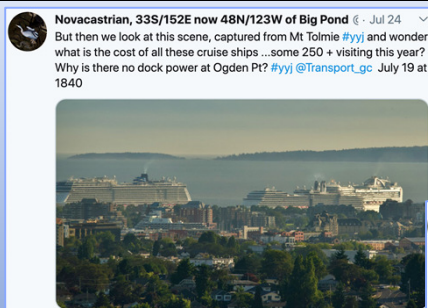 Novacastrian, 33S/152E now 48N/123W of Big Pond @ · Jul 24
But then we look at this scene, captured from Mt Tolmie #yyj and wonder
what is the cost of all these cruise ships ...some 250 + visiting this year?
Why is there no dock power at Ogden Pt? #yyj @Transport_gc July 19 at
1840